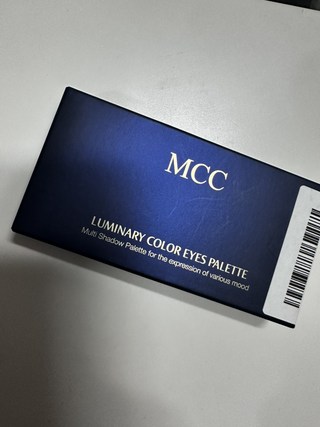 MCC
LUMINARY COLOR EYES PALETTE
Multi Shadow Palette for the expression of various mood